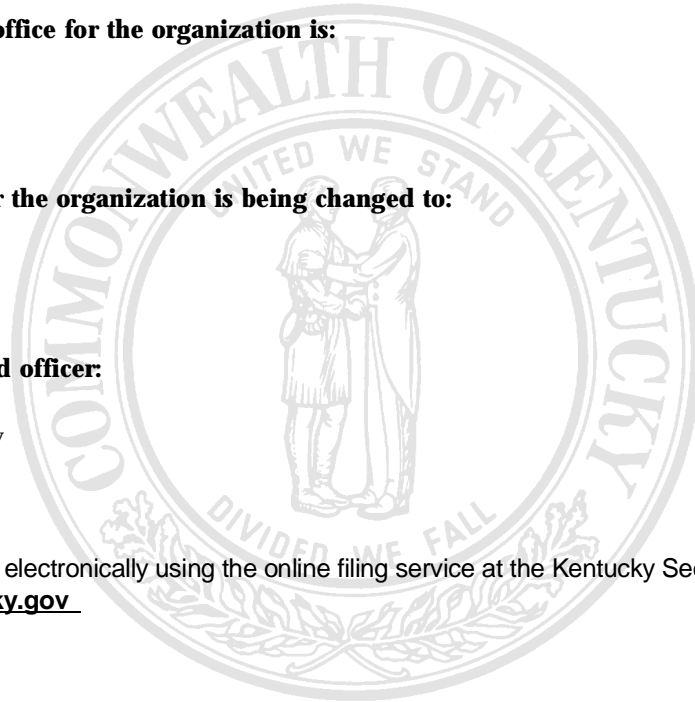 office for the organization is:
COMMONWEALTH OF KENTUCKY
UNITED WE STAND
the organization is being changed to:
officer:
DIVIDED WE FALL
electronically using the online filing service at the Kentucky
ky.gov